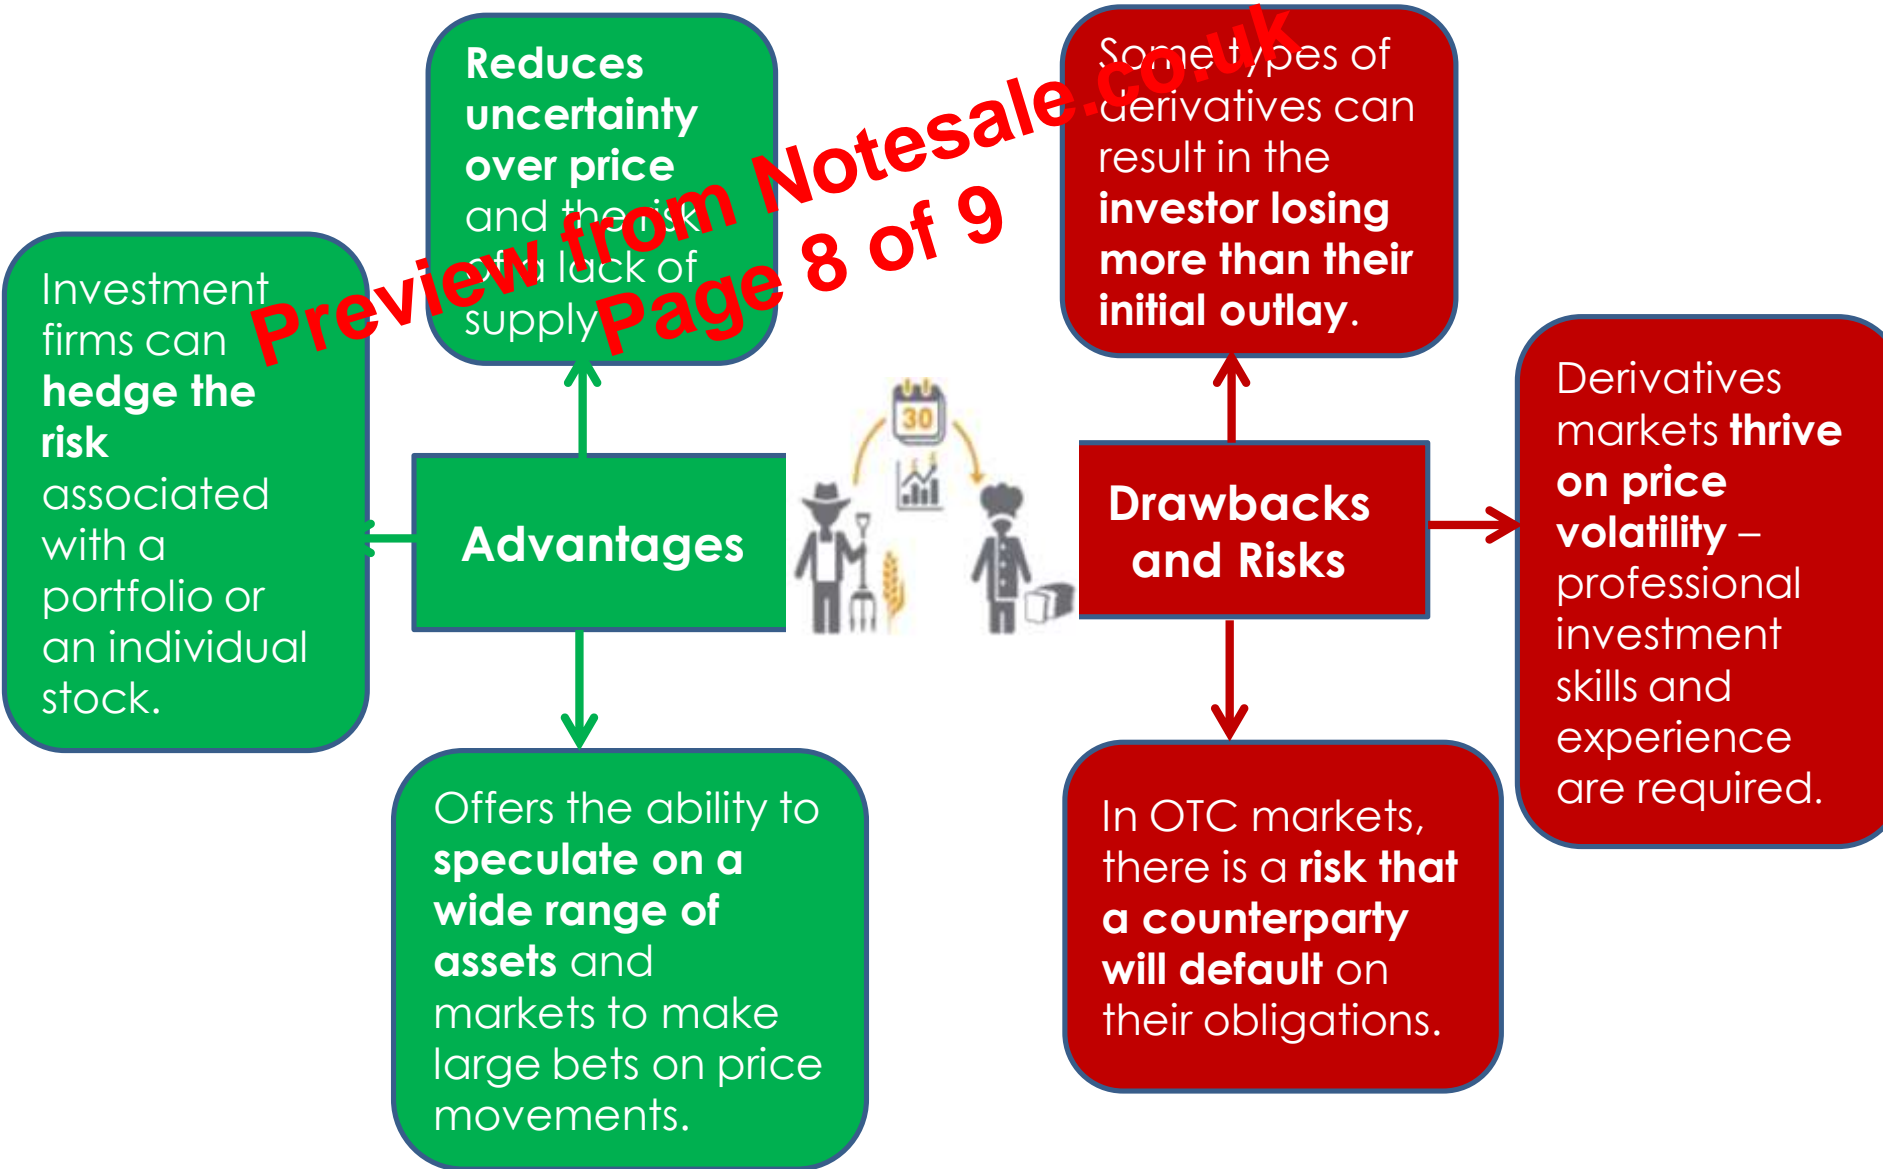 Reduces
uncertainty
over price
and the risk
of a lack of
supply
Investment
firms can
hedge the
risk
associated
with a
portfolio or
an individual
stock.
Advantages
Offers the ability to
speculate on a
wide range of
assets and
markets to make
large bets on price
movements.
30
Some types of
derivatives can
result in the
investor losing
more than their
initial outlay.
Drawbacks
and Risks
Derivatives
markets thrive
on price
volatility –
professional
investment
skills and
experience
are required.
In OTC markets,
there is a risk that
a counterparty
will default on
their obligations.
Preview from Notesale.co.uk
Page 8 of 9